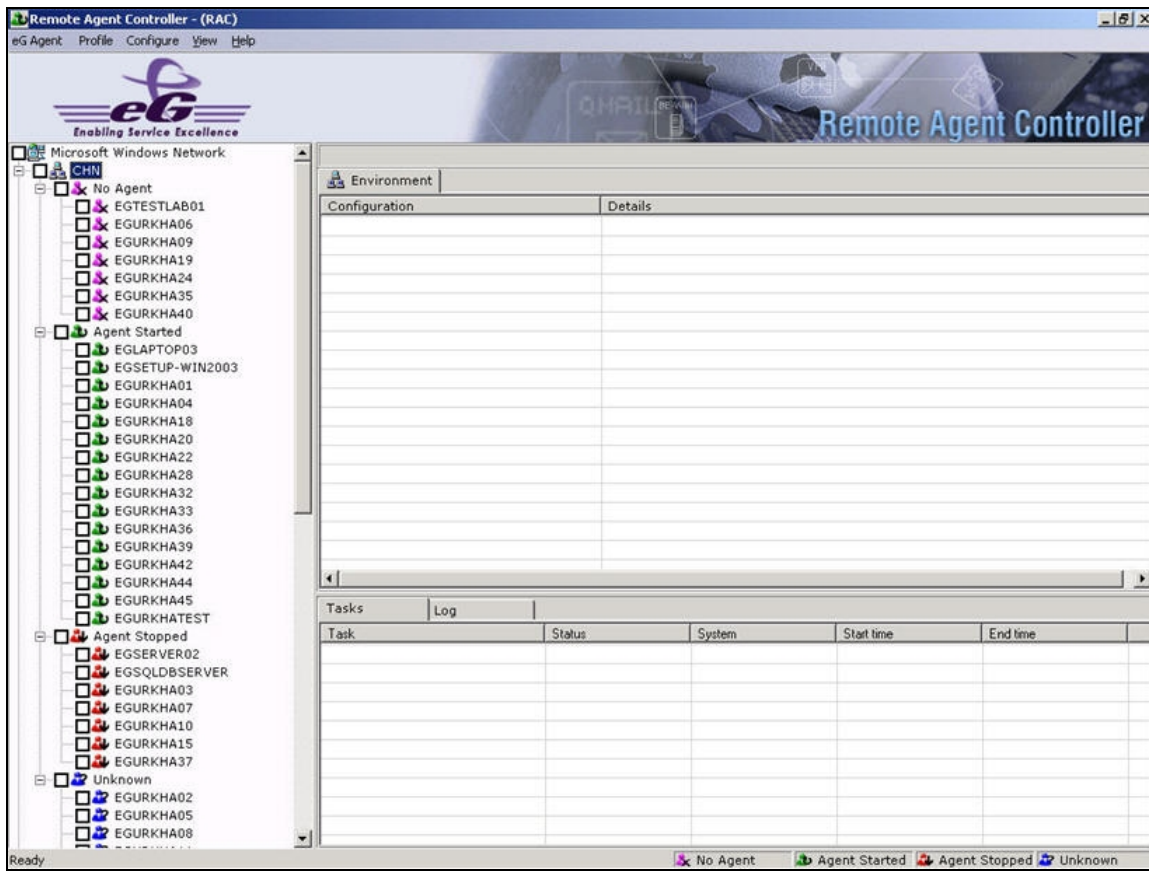 Remote Agent Controller - (RAC)
eG Agent Profile Configure View Help
eG
Enabling Service Excellence
QMAIL
Remote Agent Controller
Microsoft Windows Network
CHN
No Agent
EGTESTLAB01
EGURKHA06
EGURKHA09
EGURKHA19
EGURKHA24
EGURKHA35
EGURKHA40
Agent Started
EGLAPTOP03
EGSETUP-WIN2003
EGURKHA01
EGURKHA04
EGURKHA18
EGURKHA20
EGURKHA22
EGURKHA28
EGURKHA32
EGURKHA33
EGURKHA36
EGURKHA39
EGURKHA42
EGURKHA44
EGURKHA45
EGURKHATEST
Agent Stopped
EGSERVER02
EGSQLDBSERVER
EGURKHA03
EGURKHA07
EGURKHA10
EGURKHA15
EGURKHA37
Unknown
EGURKHA02
EGURKHA05
EGURKHA08
Environment
Configuration Details
Tasks Log
Task Status System Start time End time
Ready No Agent Agent Started Agent Stopped Unknown